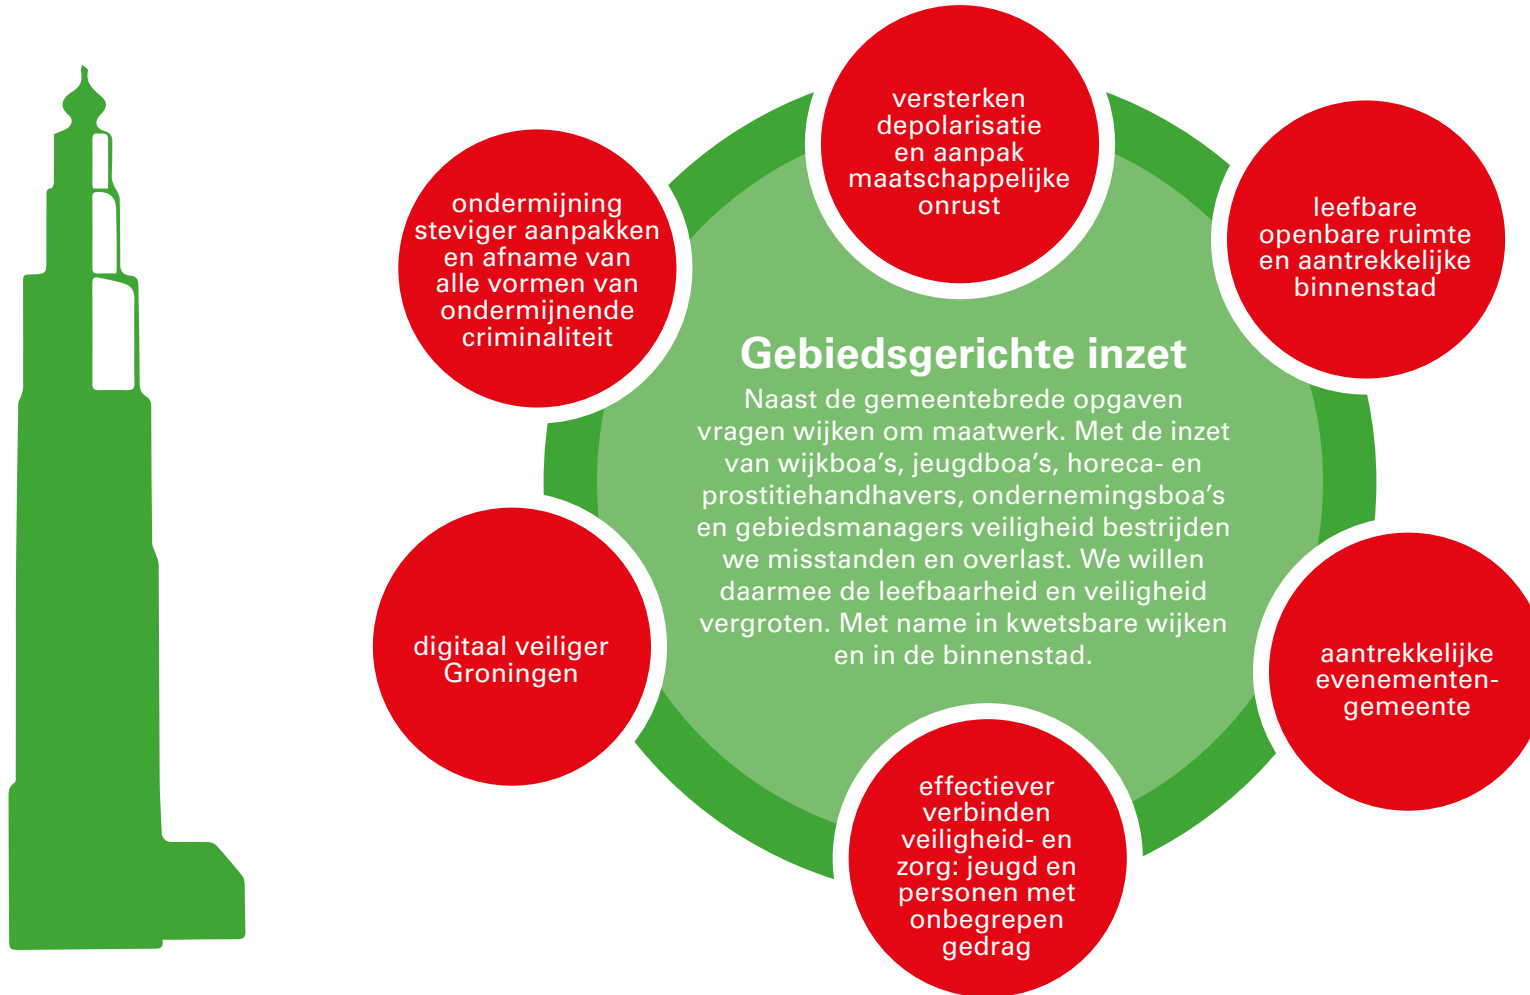 versterken
depolarisatie
en aanpak
maatschappelijke
onrust
leefbare
openbare ruimte
en aantrekkelijke
binnenstad
ondermijning
steviger aanpakken
en afname van
alle vormen van
ondermijnende
criminaliteit
Gebiedsgerichte inzet
Naast de gemeentebrede opgaven
vragen wijken om maatwerk. Met de inzet
van wijkboa’s, jeugdboa’s, horeca- en
prostitiehandhavers, ondernemingsboa’s
en gebiedsmanagers veiligheid bestrijden
we misstanden en overlast. We willen
daarmee de leefbaarheid en veiligheid
vergroten. Met name in kwetsbare wijken
en in de binnenstad.
digitaal veiliger
Groningen
aantrekkelijke
evenementen-
gemeente
effectiever
verbinden
veiligheid- en
zorg: jeugd en
personen met
onbegrepen
gedrag